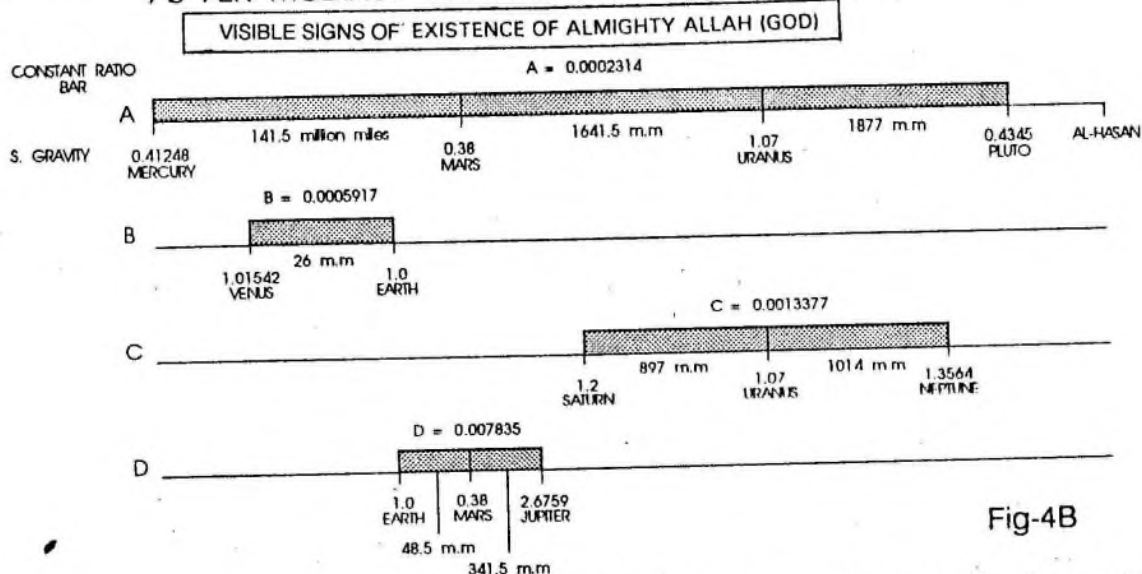 VISIBLE SIGNS OF EXISTENCE OF ALMIGHTY ALLAH (GOD)
CONSTANT RATIO
BAR
A = 0.0002314
A
141.5 million miles
1641.5 m.m
1877 m.m
S. GRAVITY
0.41248
MERCURY
0.38
MARS
1.07
URANUS
0.4345
PLUTO
AL-HASAN
B = 0.0005917
B
26 m.m
1.01542
VENUS
1.0
EARTH
C = 0.0013377
C
897 m.m
1014 m.m
1.2
SATURN
1.07
URANUS
1.3564
NEPTUNE
D = 0.007835
D
1.0
EARTH
0.38
MARS
2.6759
JUPITER
48.5 m.m
341.5 m.m
Fig-4B